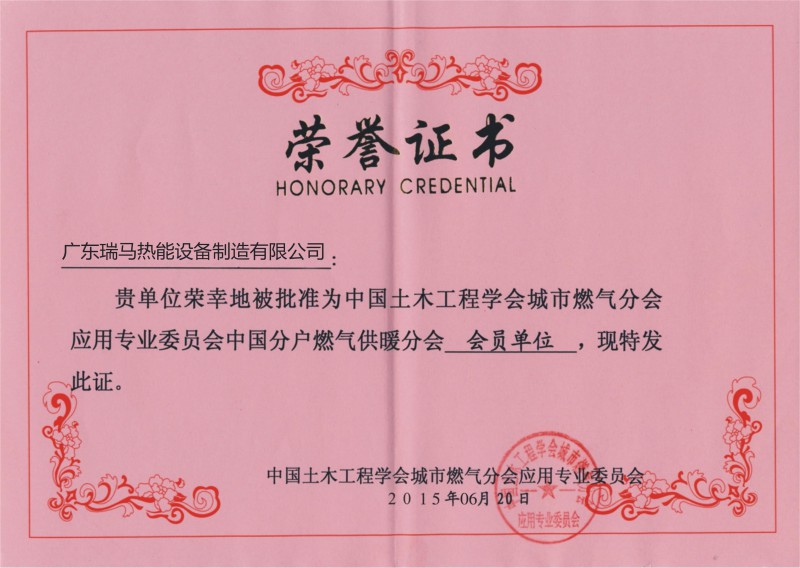 荣誉证书
HONORARY CREDENTIAL
广东瑞马热能设备制造有限公司：
贵单位荣幸地被批准为中国土木工程学会城市燃气分会
应用专业委员会中国分户燃气供暖分会 会员单位 ，现特发
此证。
中国土木工程学会城市燃气分会应用专业委员会
2015年06月20日
应用专业委员会